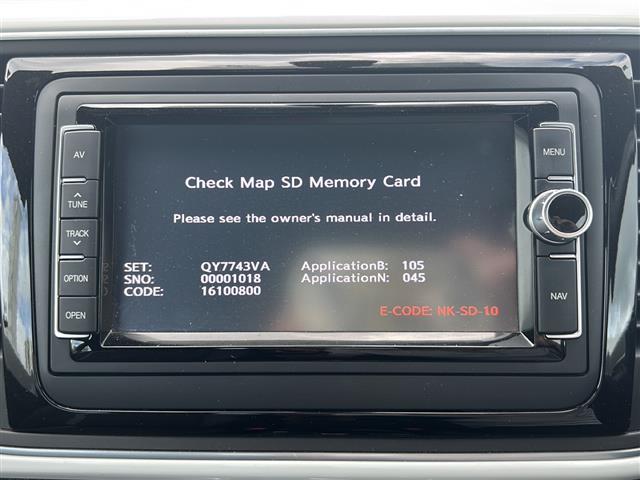 Check Map SD Memory Card
Please see the owner's manual in detail.
SET: QY7743VA ApplicationB: 105
SNO: 00001018 ApplicationN: 045
CODE: 16100800
E-CODE: NK-SD-10
AV
TUNE
TRACK
OPTION
OPEN
MENU
NAV